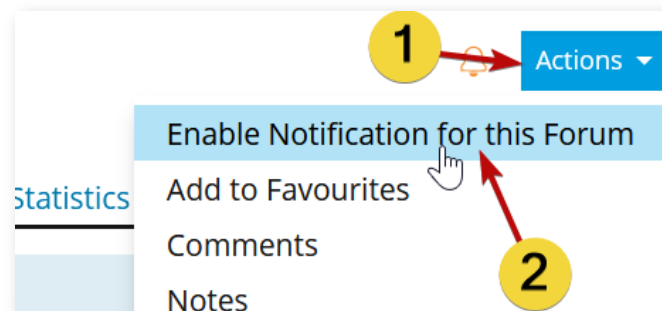 1
Actions
Enable Notification for this Forum
Statistics
Add to Favourites
Comments
2
Notes